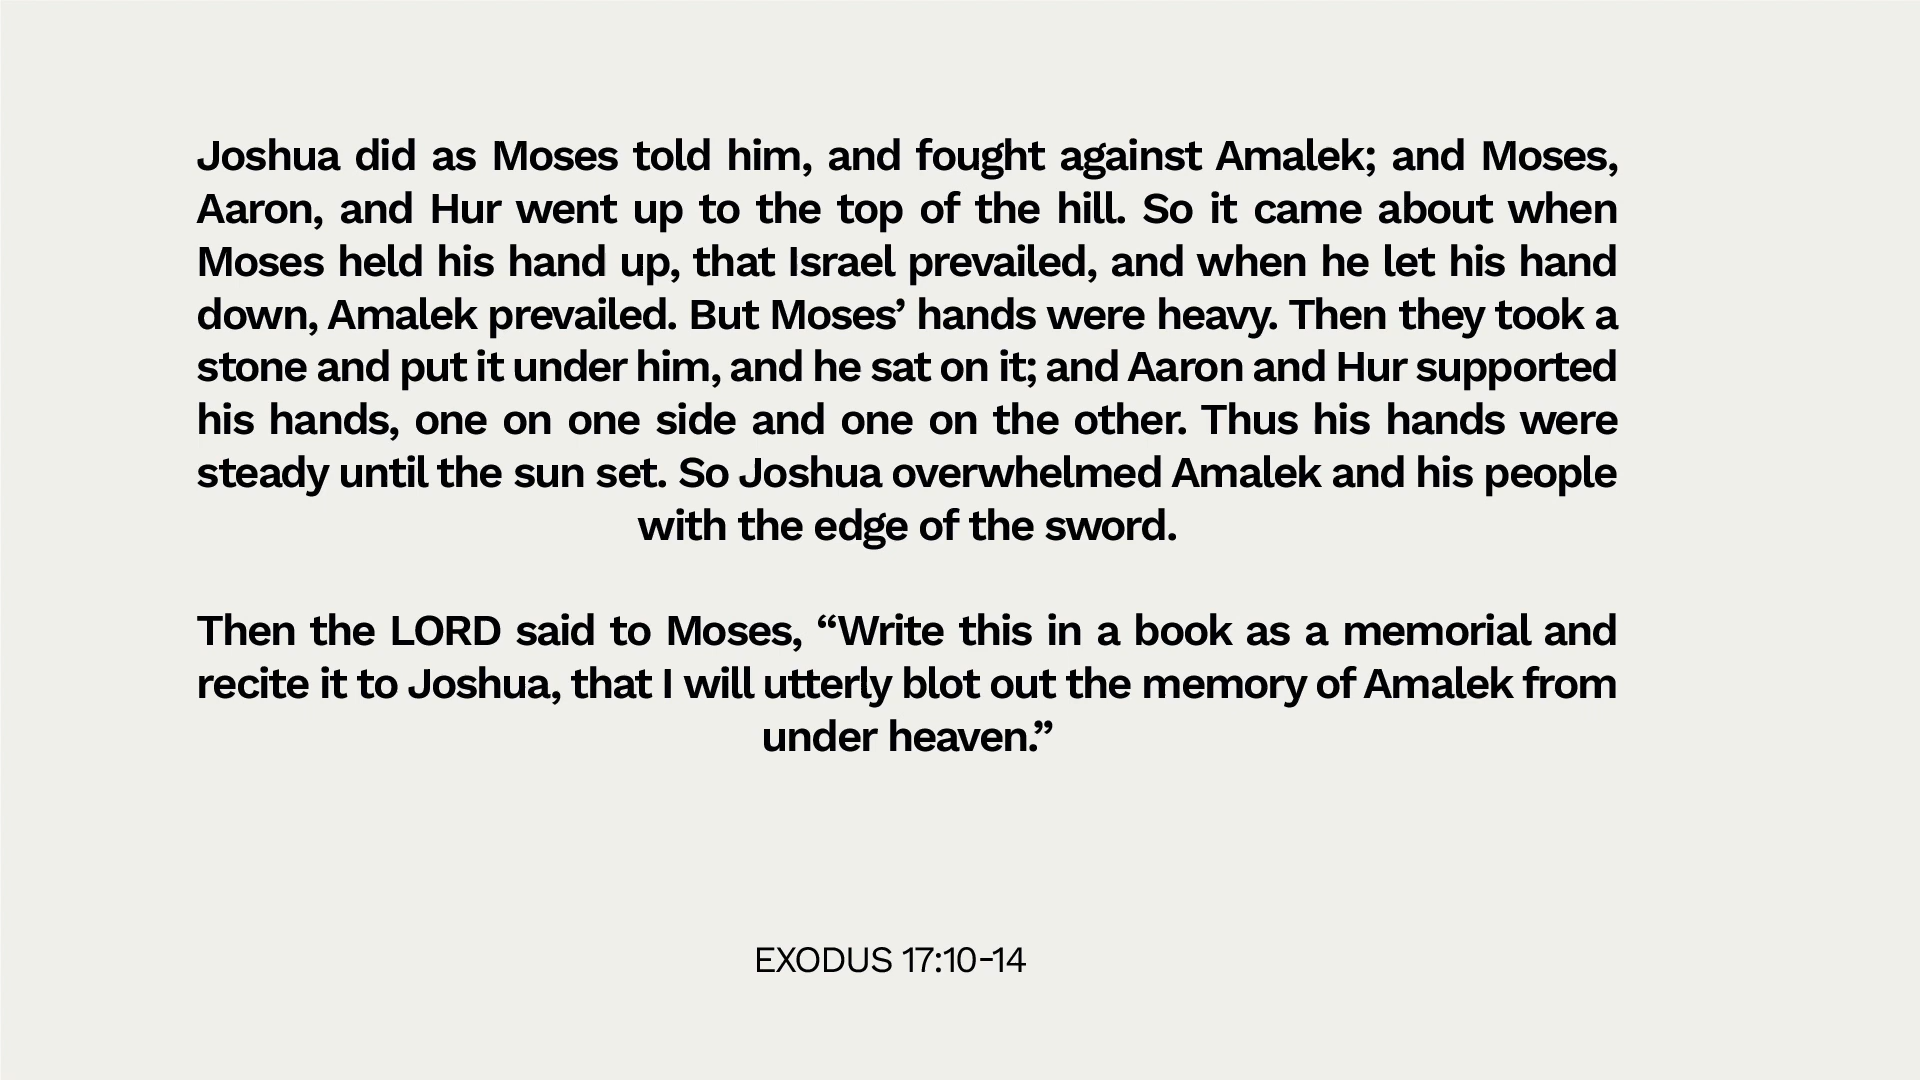 Joshua did as Moses told him, and fought against Amalek; and Moses,
Aaron, and Hur went up to the top of the hill. So it came about when
Moses held his hand up, that Israel prevailed, and when he let his hand
down, Amalek prevailed. But Moses’ hands were heavy. Then they took a
stone and put it under him, and he sat on it; and Aaron and Hur supported
his hands, one on one side and one on the other. Thus his hands were
steady until the sun set. So Joshua overwhelmed Amalek and his people
with the edge of the sword.
Then the LORD said to Moses, “Write this in a book as a memorial and
recite it to Joshua, that I will utterly blot out the memory of Amalek from
under heaven.”
EXODUS 17:10-14